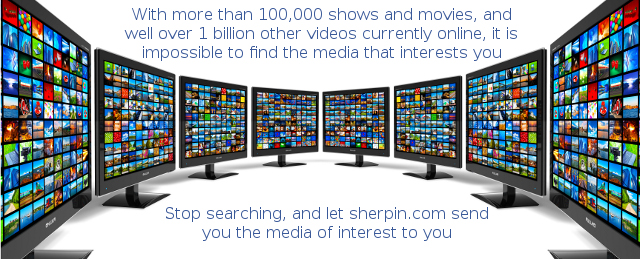 With more than 100,000 shows and movies, and
well over 1 billion other videos currently online, it is
impossible to find the media that interests you
Stop searching, and let sherpin.com send
you the media of interest to you